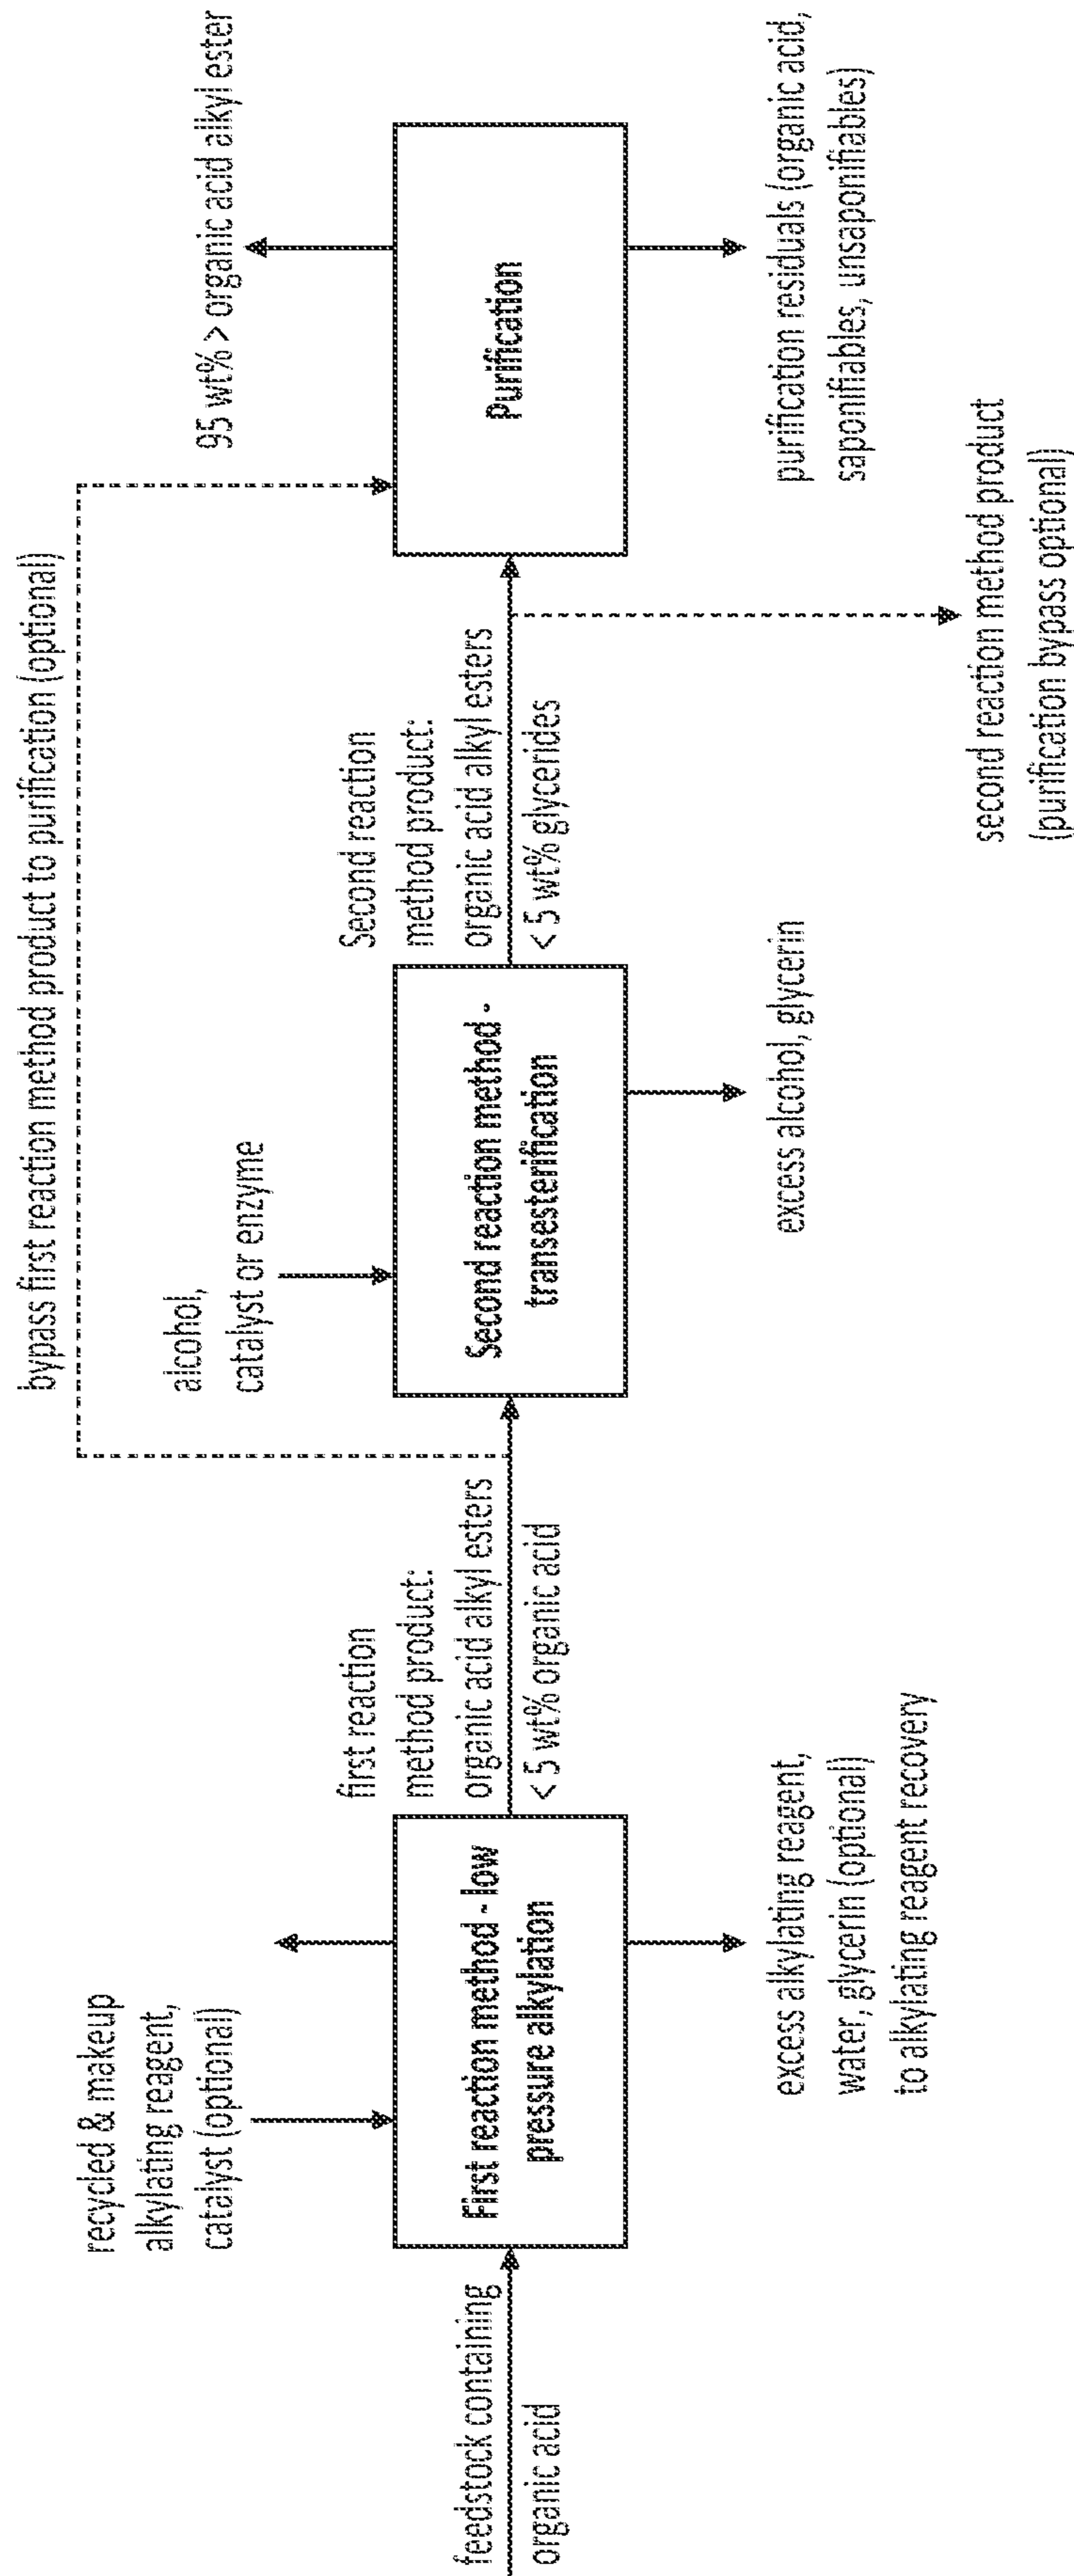 bypass first reaction method product to purification (optional)
recycled & makeup
alkylating reagent,
catalyst (optional)
alcohol,
catalyst or enzyme
95 wt% > organic acid alkyl ester
feedstock containing
organic acid
First reaction method - low
pressure alkylation
first reaction
method product:
organic acid alkyl esters
< 5 wt% organic acid
Second reaction method -
transesterification
Second reaction
method product:
organic acid alkyl esters
< 5 wt% glycerides
Purification
excess alkylating reagent,
water, glycerin (optional)
to alkylating reagent recovery
excess alcohol, glycerin
purification residuals (organic acid,
saponifiables, unsaponifiables)
second reaction method product
(purification bypass optional)